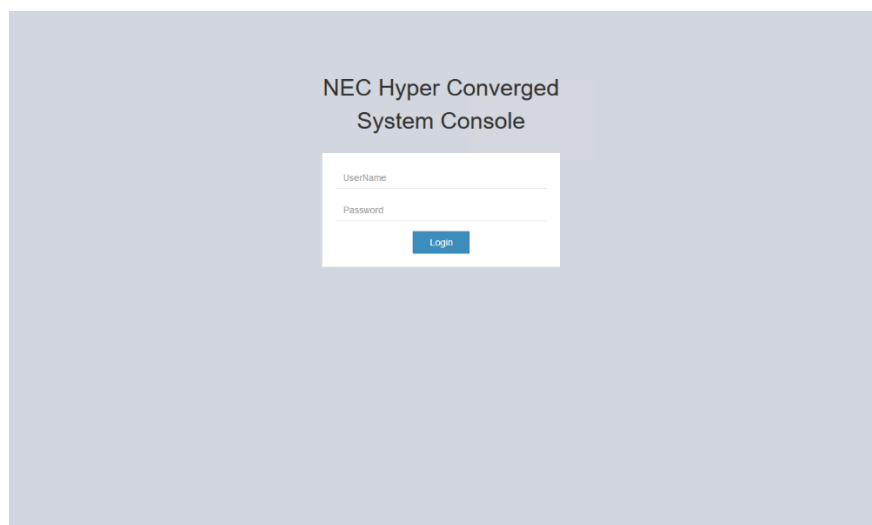 NEC Hyper Converged
System Console
UserName
Password
Login